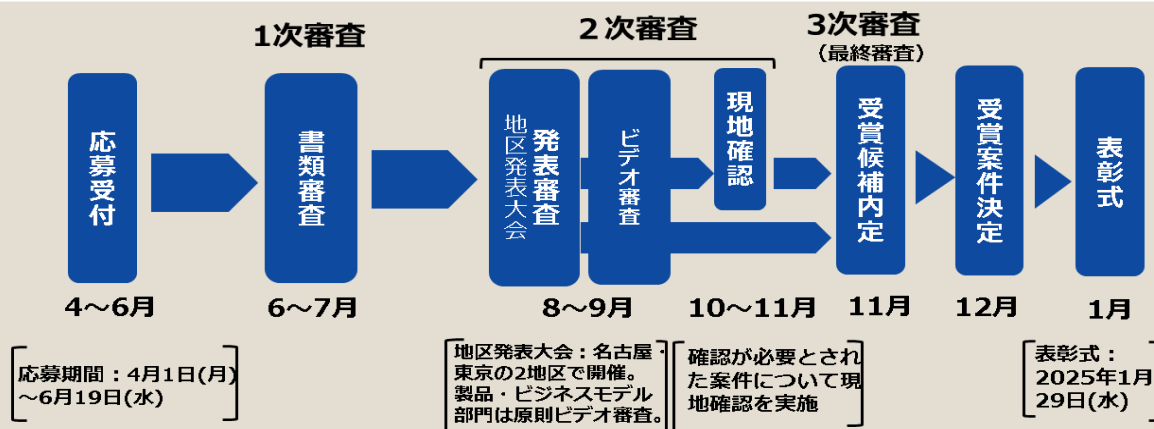 1次審査
2次審査
3次審査
(最終審査)
応募受付
書類審査
発表審査
地区発表大会
ビデオ審査
現地確認
受賞候補内定
受賞案件決定
表彰式
4～6月
6～7月
8～9月
10～11月
11月
12月
1月
応募期間：4月1日(月)
～6月19日(水)
地区発表大会：名古屋・
東京の2地区で開催。
製品・ビジネスモデル
部門は原則ビデオ審査。
確認が必要とされ
た案件について現
地確認を実施
表彰式：
2025年1月
29日(水)